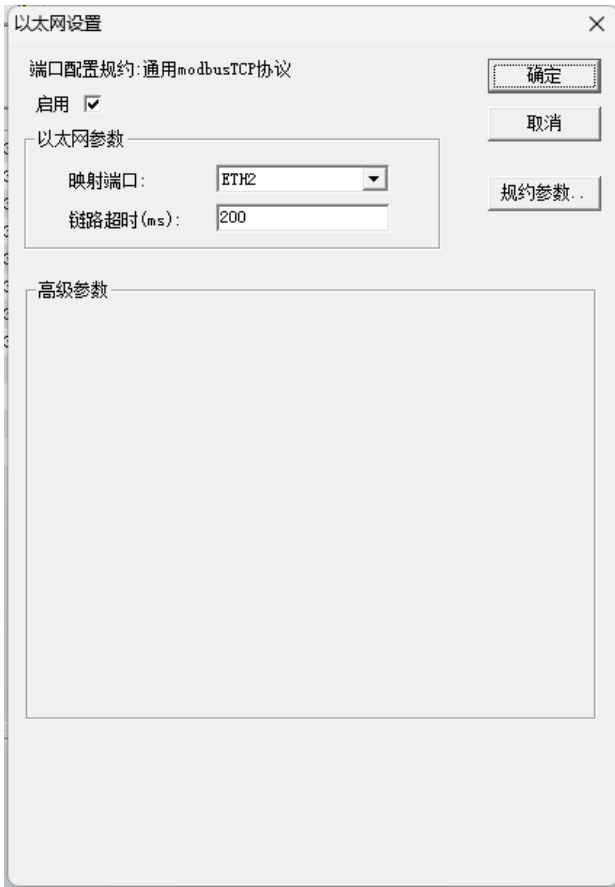 以太网设置
端口配置规约:通用modbusTCP协议
确定
启用
取消
以太网参数
映射端口:
ETH2
规约参数..
链路超时(ms):
200
高级参数